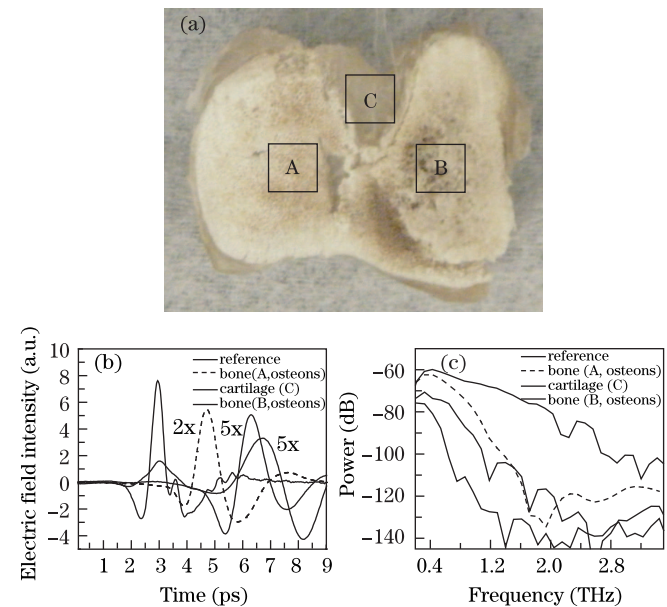 (a)
C
A
B
10
8
6
4
2
0
−2
−4
Electric field intensity (a.u.)
(b)
reference
bone(A,osteons)
cartilage (C)
bone(B,osteons)
2x
5x
5x
1 2 3 4 5 6 7 8 9
Time (ps)
−60
−80
−100
−120
−140
Power (dB)
(c)
reference
bone (A, osteons)
cartilage (C)
bone (B, osteons)
0.4 1.2 2.0 2.8
Frequency (THz)